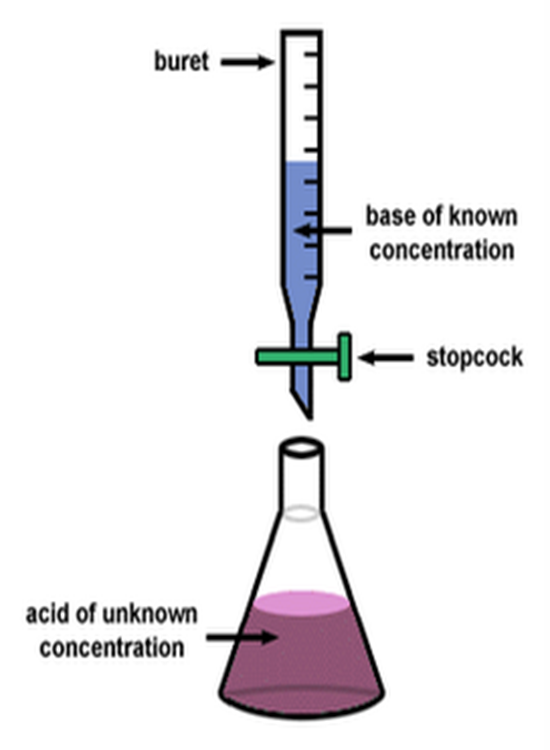 buret
base of known
concentration
stopcock
acid of unknown
concentration